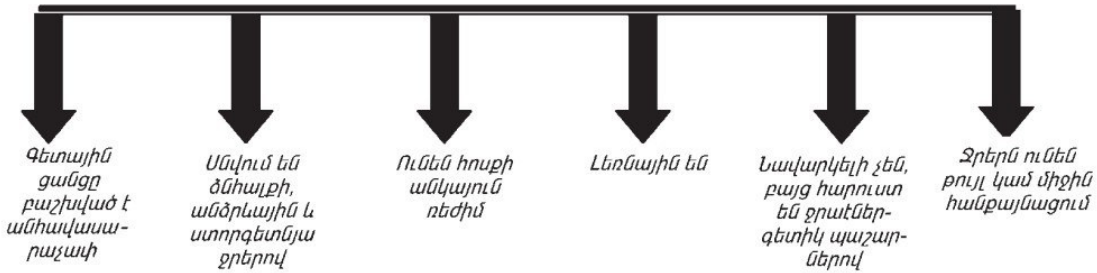 Գետային
ցանցը
բաշխված է
անհավասա-
րաչափ
Սնվում են
ձնհալքի,
անձրևային և
ստորգետնյա
ջրերով
Ունեն հոսքի
անկայուն
ռեժիմ
Լեռնային են
Նավարկելի չեն,
բայց հարուստ
են ջրաէներ-
գետիկ պաշար-
ներով
Ջրերն ունեն
թույլ կամ միջին
հանքայնացում